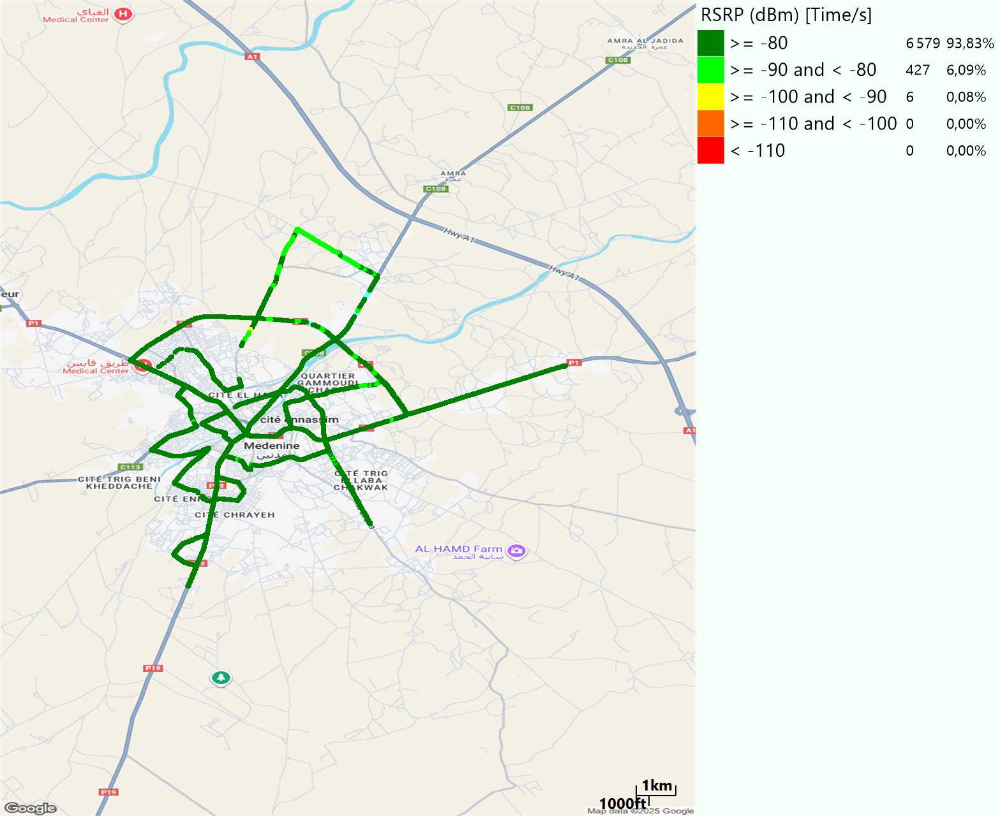 RSRP (dBm) [Time/s]
>= -80 6 579 93,83%
>= -90 and < -80 427 6,09%
>= -100 and < -90 6 0,08%
>= -110 and < -100 0 0,00%
< -110 0 0,00%
الغباي
Medical Center
A1
AMRA AL JADIDA
عمرة الجديدة
C108
C108
AMRA
عمرة
C108
Hwy A1
Hwy A1
eur
P1
P1
طريق قابس
Medical Center
QUARTIER
GAMMOUDI
CITÉ EL
cité ennassim
A1
Medenine
مدنين
C113
CITÉ TRIG BENI
KHEDDACHE
CITÉ TRIG
ELLABA
CHAKWAK
P19
CITÉ
CITÉ CHRAYEH
AL HAMD Farm
سانية الحمد
P19
P19
1km
1000ft
Google
Map data ©2025 Google